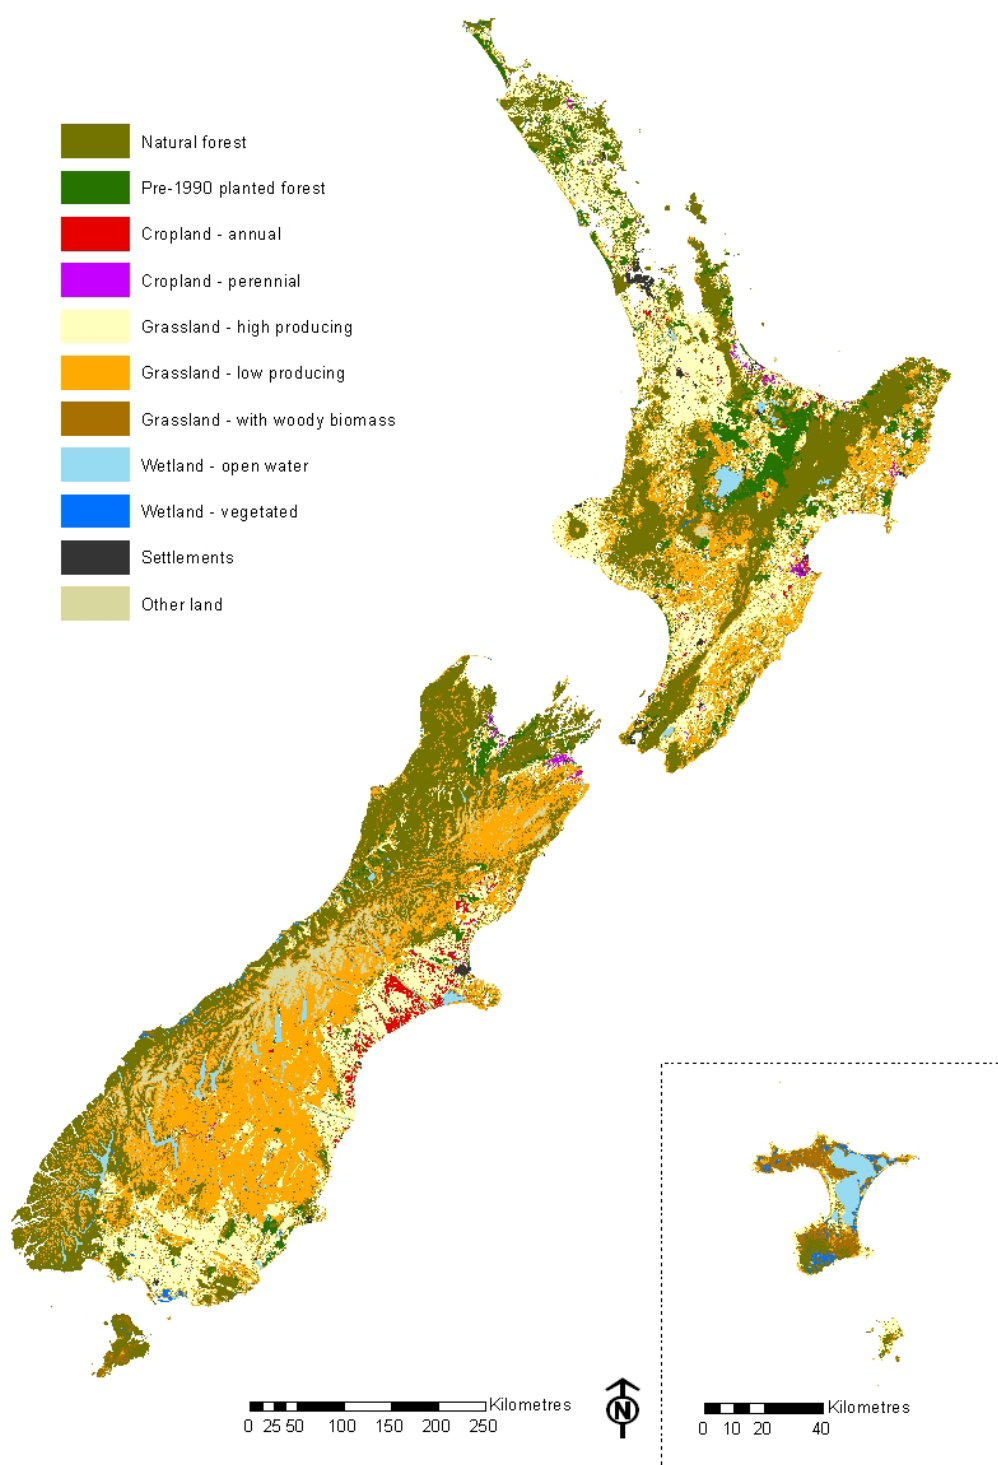 Natural forest
Pre-1990 planted forest
Cropland - annual
Cropland - perennial
Grassland - high producing
Grassland - low producing
Grassland - with woody biomass
Wetland - open water
Wetland - vegetated
Settlements
Other land
Kilometres
0 25 50 100 150 200 250
N
Kilometres
0 10 20 40